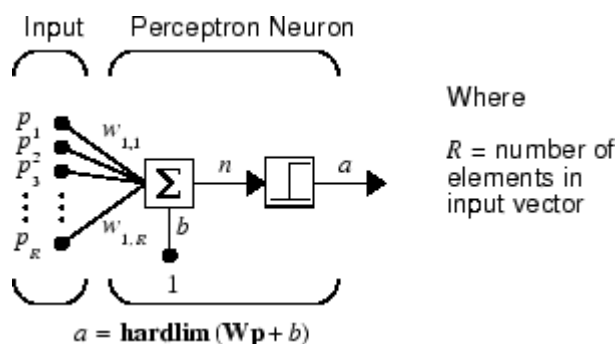 Input Perceptron Neuron
p1
p2
p3
pR
w1,1
w1,R
Σ
n
a
b
1
Where
R = number of
elements in
input vector
a = hardlim (Wp + b)